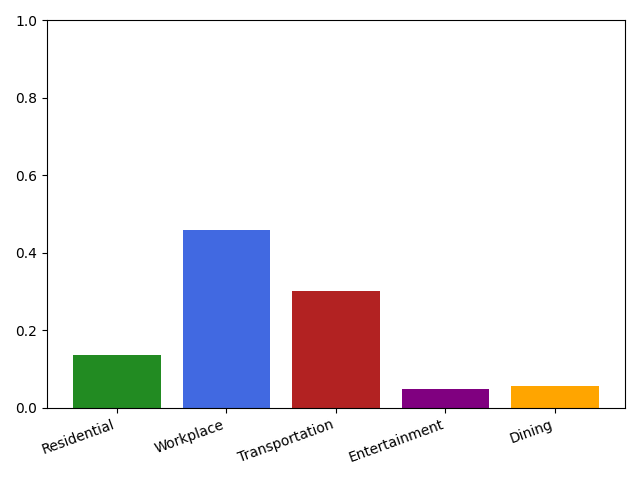 1.0
0.8
0.6
0.4
0.2
0.0
Residential
Workplace
Transportation
Entertainment
Dining